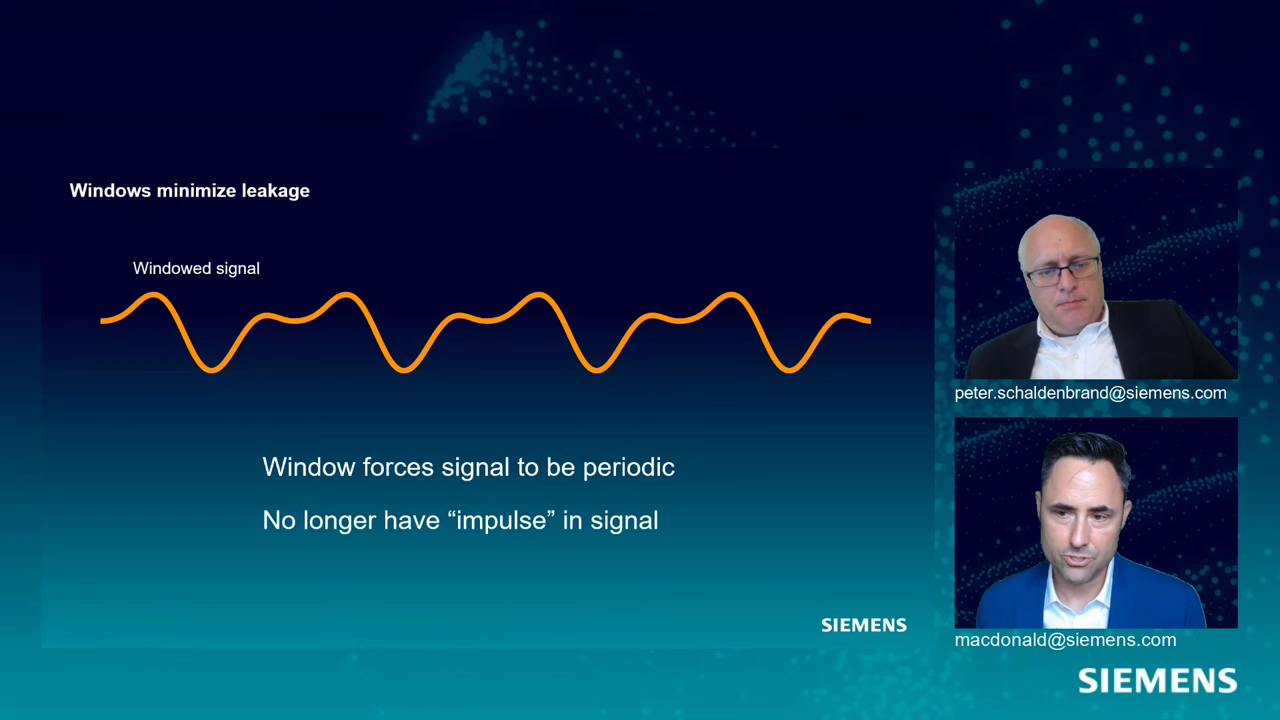 Windows minimize leakage
Windowed signal
Window forces signal to be periodic
No longer have “impulse” in signal
SIEMENS
peter.schaldenbrand@siemens.com
macdonald@siemens.com
SIEMENS